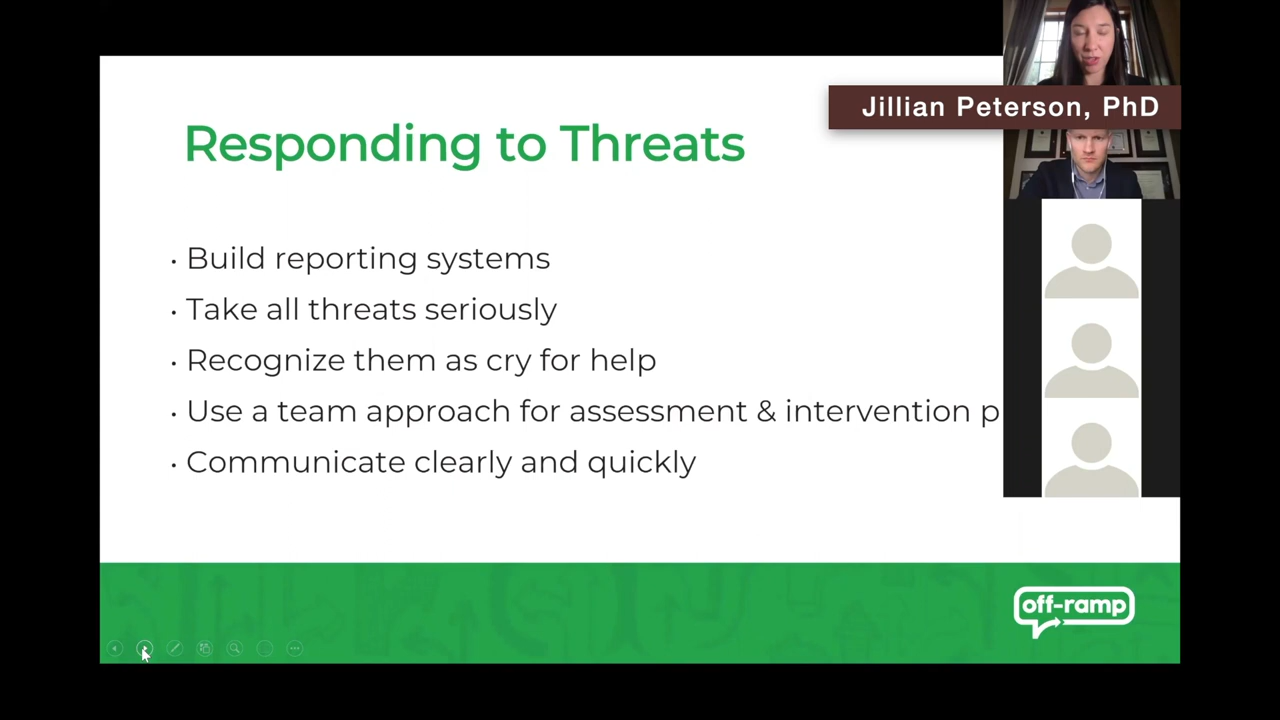 Jillian Peterson, PhD
Responding to Threats
• Build reporting systems
• Take all threats seriously
• Recognize them as cry for help
• Use a team approach for assessment & intervention p
• Communicate clearly and quickly
off-ramp